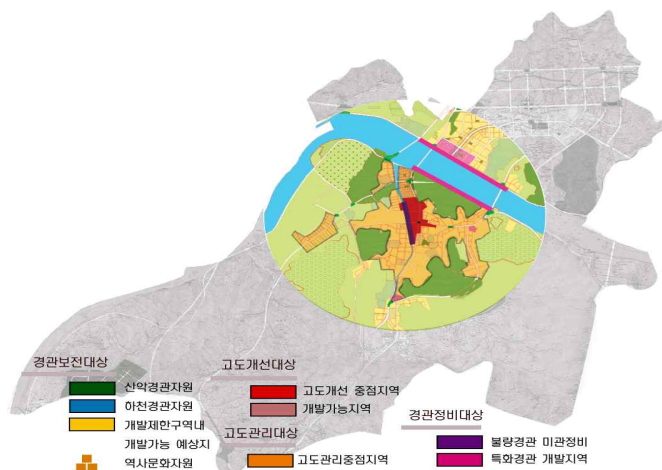 경관보전대상
산악경관자원
하천경관자원
개발제한구역내
개발가능 예상지
역사문화자원
고도개선대상
고도개선 중점지역
개발가능지역
고도관리대상
고도관리중점지역
경관정비대상
불량경관 미관정비
특화경관 개발지역